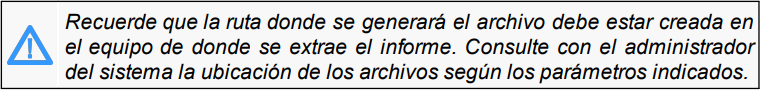 Recuerde que la ruta donde se generará el archivo debe estar creada en
el equipo de donde se extrae el informe. Consulte con el administrador
del sistema la ubicación de los archivos según los parámetros indicados.